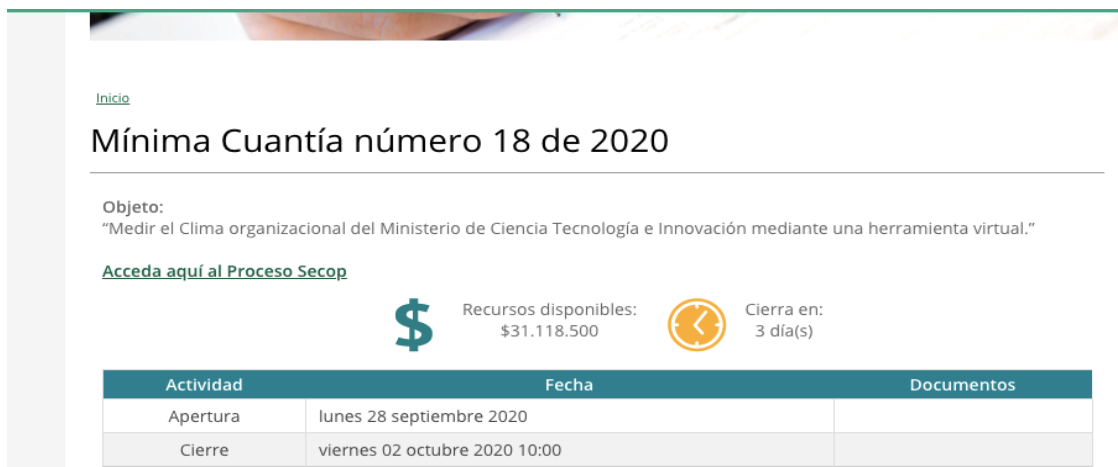 Inicio
Mínima Cuantía número 18 de 2020
Objeto:
“Medir el Clima organizacional del Ministerio de Ciencia Tecnología e Innovación mediante una herramienta virtual.”
Acceda aquí al Proceso Secop
$ Recursos disponibles: Cierra en:
$31.118.500 3 día(s)
Actividad Fecha Documentos
Apertura lunes 28 septiembre 2020
Cierre viernes 02 octubre 2020 10:00